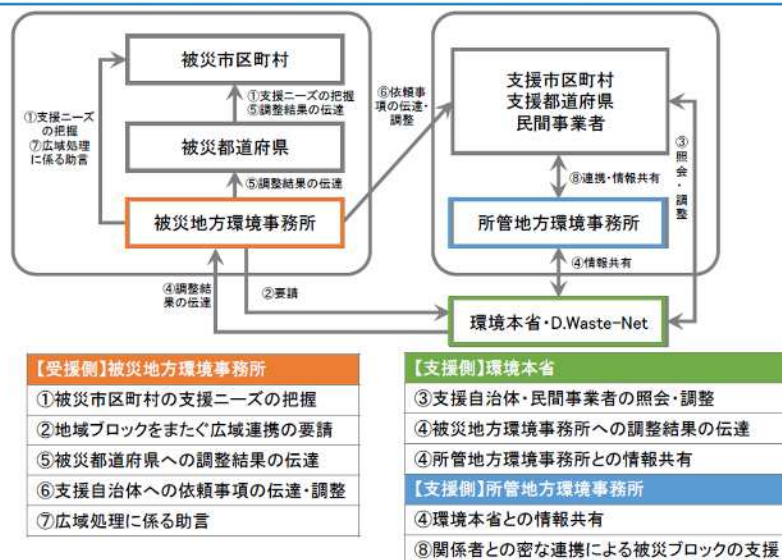 被災市区町村
①支援ニーズの把握
⑤調整結果の伝達
①支援ニーズ
の把握
⑦広域処理
に係る助言
被災都道府県
⑤調整結果の伝達
被災地方環境事務所
⑥依頼事
項の伝達・
調整
支援市区町村
支援都道府県
民間事業者
③照会・調整
⑧連携・情報共有
所管地方環境事務所
④情報共有
④調整結
果の伝達
②要請
環境本省・D.Waste-Net
【受援側】被災地方環境事務所
①被災市区町村の支援ニーズの把握
②地域ブロックをまたぐ広域連携の要請
⑤被災都道府県への調整結果の伝達
⑥支援自治体への依頼事項の伝達・調整
⑦広域処理に係る助言
【支援側】環境本省
③支援自治体・民間事業者の照会・調整
④被災地方環境事務所への調整結果の伝達
④所管地方環境事務所との情報共有
【支援側】所管地方環境事務所
④環境本省との情報共有
⑧関係者との密な連携による被災ブロックの支援